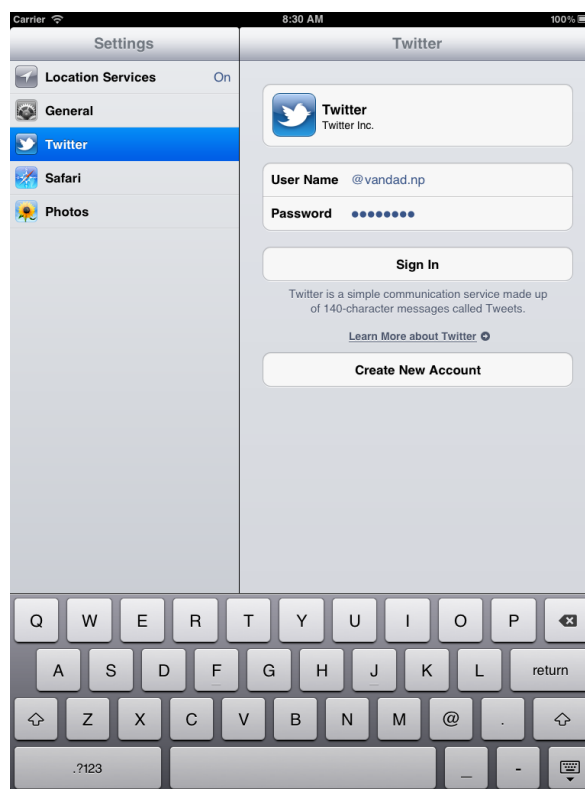 Carrier 8:30 AM 100%
Settings
Twitter
Location Services On
General
Twitter
Safari
Photos
Twitter
Twitter Inc.
User Name @vandad.np
Password ●●●●●●●●
Sign In
Twitter is a simple communication service made up
of 140-character messages called Tweets.
Learn More about Twitter
Create New Account
Q W E R T Y U I O P
A S D F G H J K L return
Z X C V B N M @ .
.?123 _ -